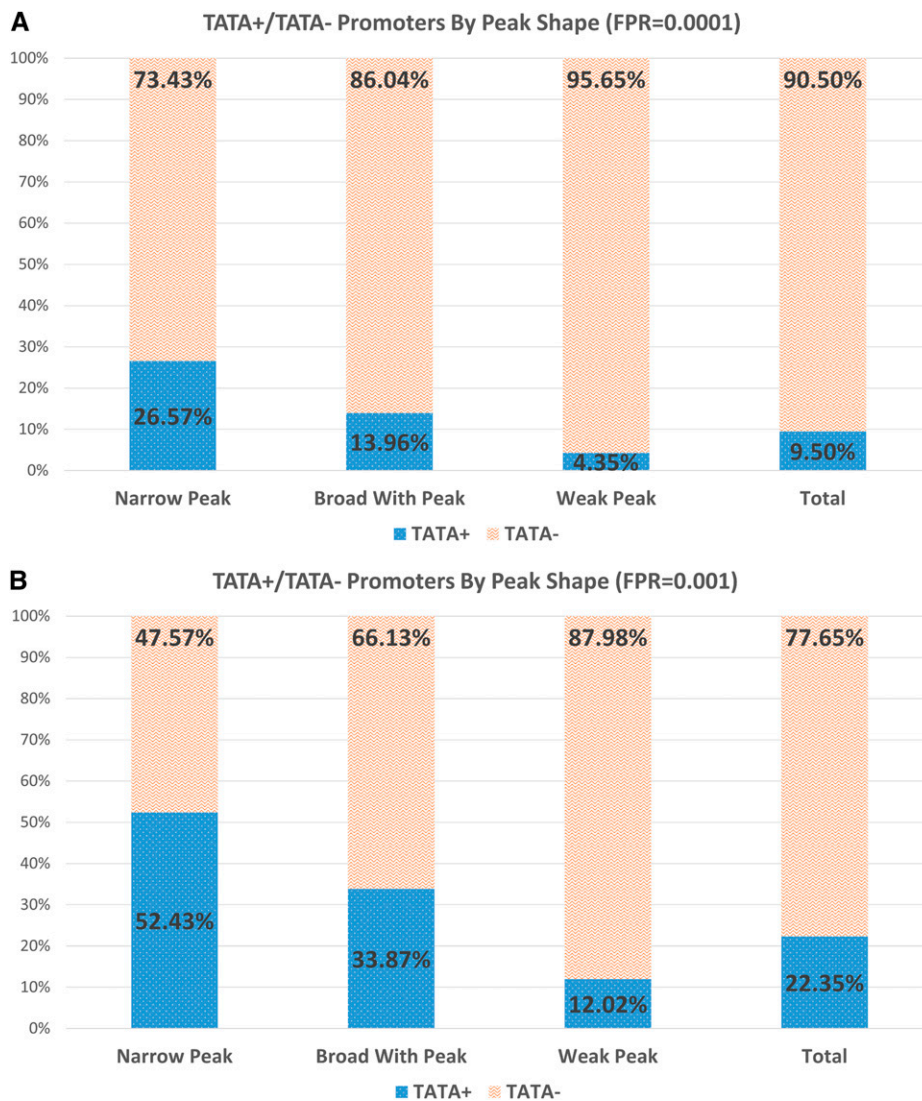 A
TATA+/TATA- Promoters By Peak Shape (FPR=0.0001)
100%
90%
80%
70%
60%
50%
40%
30%
20%
10%
0%
73.43% 86.04% 95.65% 90.50%
26.57% 13.96% 4.35% 9.50%
Narrow Peak Broad With Peak Weak Peak Total
TATA+ TATA-
B
TATA+/TATA- Promoters By Peak Shape (FPR=0.001)
100%
90%
80%
70%
60%
50%
40%
30%
20%
10%
0%
47.57% 66.13% 87.98% 77.65%
52.43% 33.87% 12.02% 22.35%
Narrow Peak Broad With Peak Weak Peak Total
TATA+ TATA-